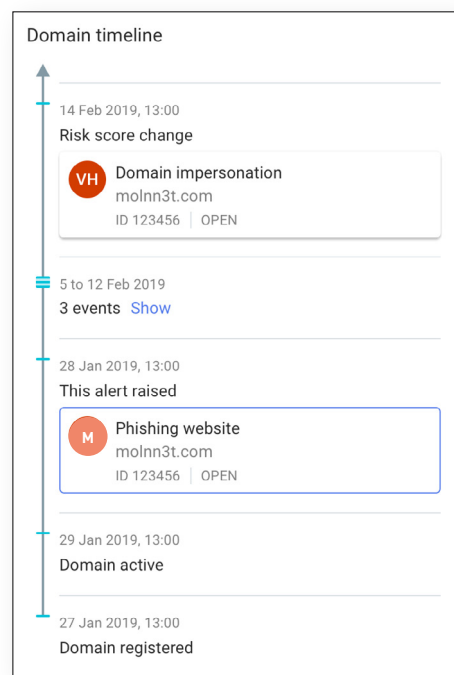 Domain timeline
14 Feb 2019, 13:00
Risk score change
VH
Domain impersonation
molnn3t.com
ID 123456 OPEN
5 to 12 Feb 2019
3 events Show
28 Jan 2019, 13:00
This alert raised
M
Phishing website
molnn3t.com
ID 123456 OPEN
29 Jan 2019, 13:00
Domain active
27 Jan 2019, 13:00
Domain registered